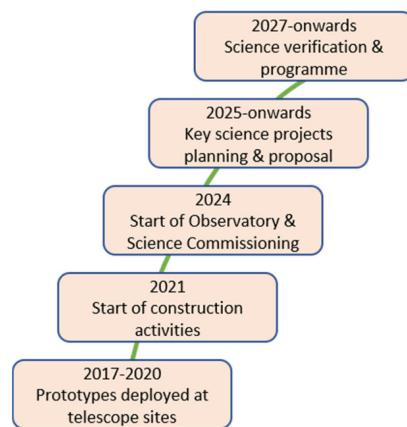 2027-onwards
Science verification &
programme
2025-onwards
Key science projects
planning & proposal
2024
Start of Observatory &
Science Commissioning
2021
Start of construction
activities
2017-2020
Prototypes deployed at
telescope sites